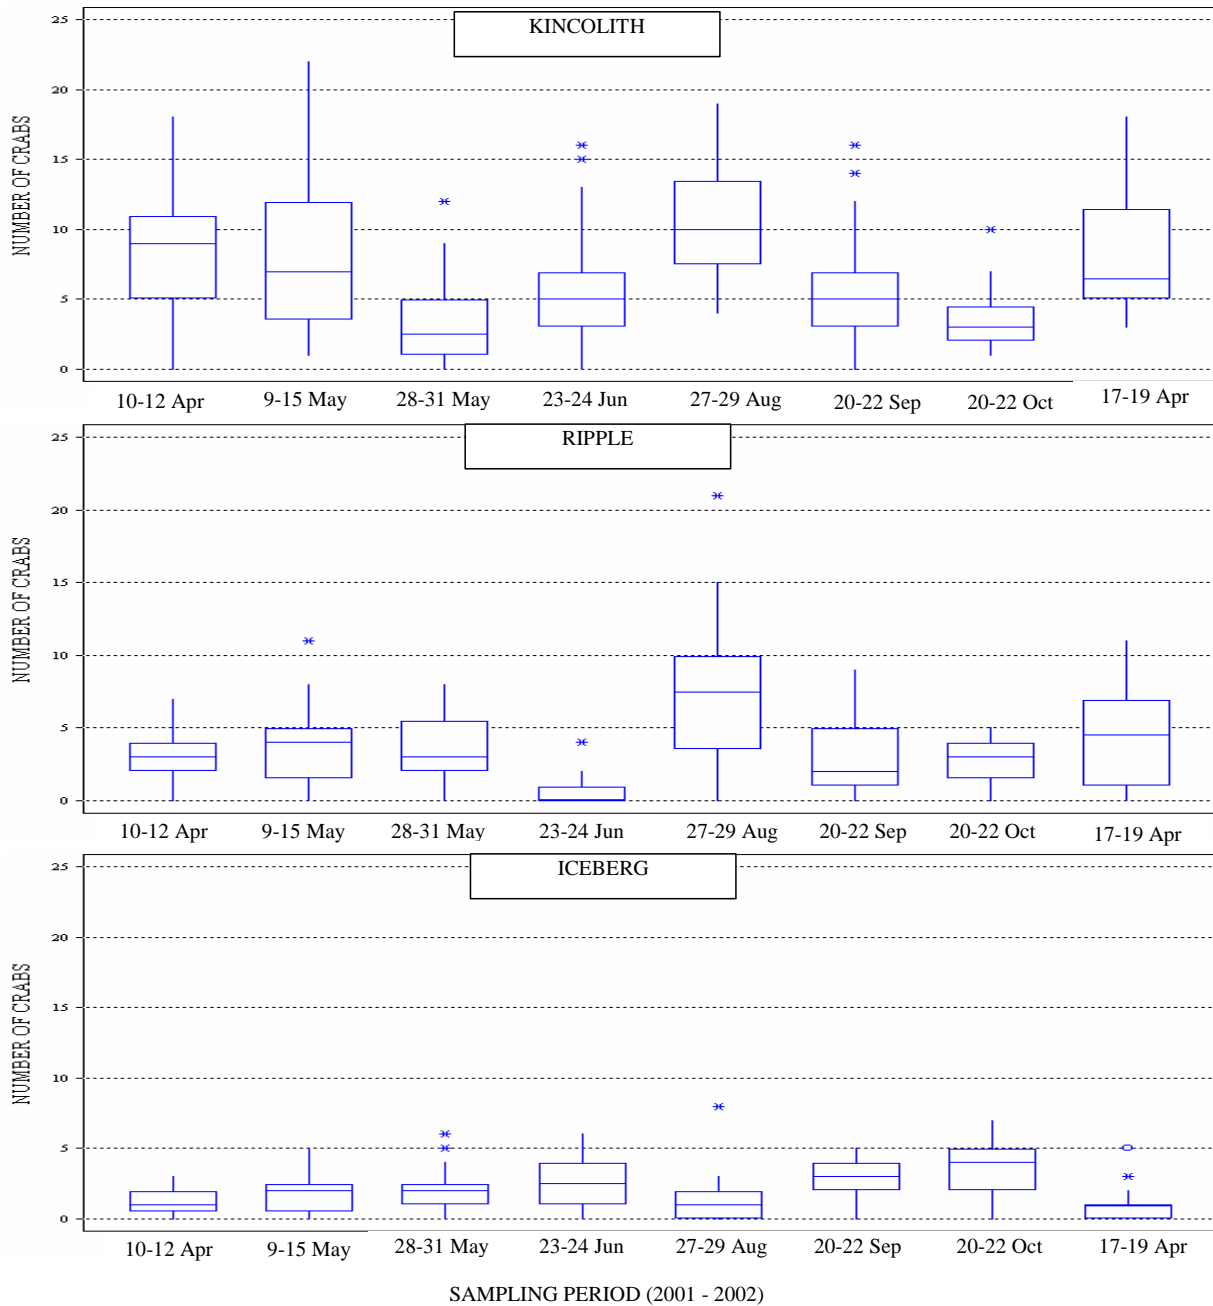 KINCOLITH
NUMBER OF CRABS
25
20
15
10
5
0
10-12 Apr 9-15 May 28-31 May 23-24 Jun 27-29 Aug 20-22 Sep 20-22 Oct 17-19 Apr
RIPPLE
NUMBER OF CRABS
25
20
15
10
5
0
10-12 Apr 9-15 May 28-31 May 23-24 Jun 27-29 Aug 20-22 Sep 20-22 Oct 17-19 Apr
ICEBERG
NUMBER OF CRABS
25
20
15
10
5
0
10-12 Apr 9-15 May 28-31 May 23-24 Jun 27-29 Aug 20-22 Sep 20-22 Oct 17-19 Apr
SAMPLING PERIOD (2001 - 2002)